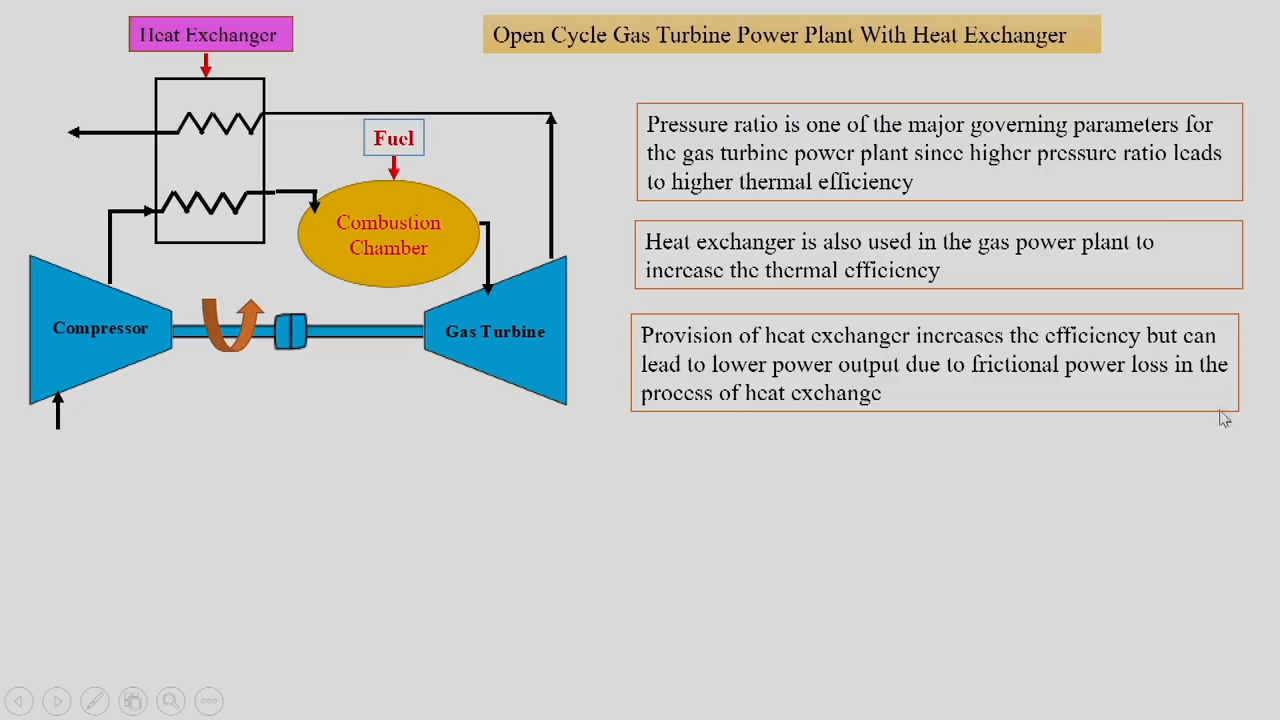 Heat Exchanger
Open Cycle Gas Turbine Power Plant With Heat Exchanger
Fuel
Combustion
Chamber
Compressor
Gas Turbine
Pressure ratio is one of the major governing parameters for
the gas turbine power plant since higher pressure ratio leads
to higher thermal efficiency
Heat exchanger is also used in the gas power plant to
increase the thermal efficiency
Provision of heat exchanger increases the efficiency but can
lead to lower power output due to frictional power loss in the
process of heat exchange